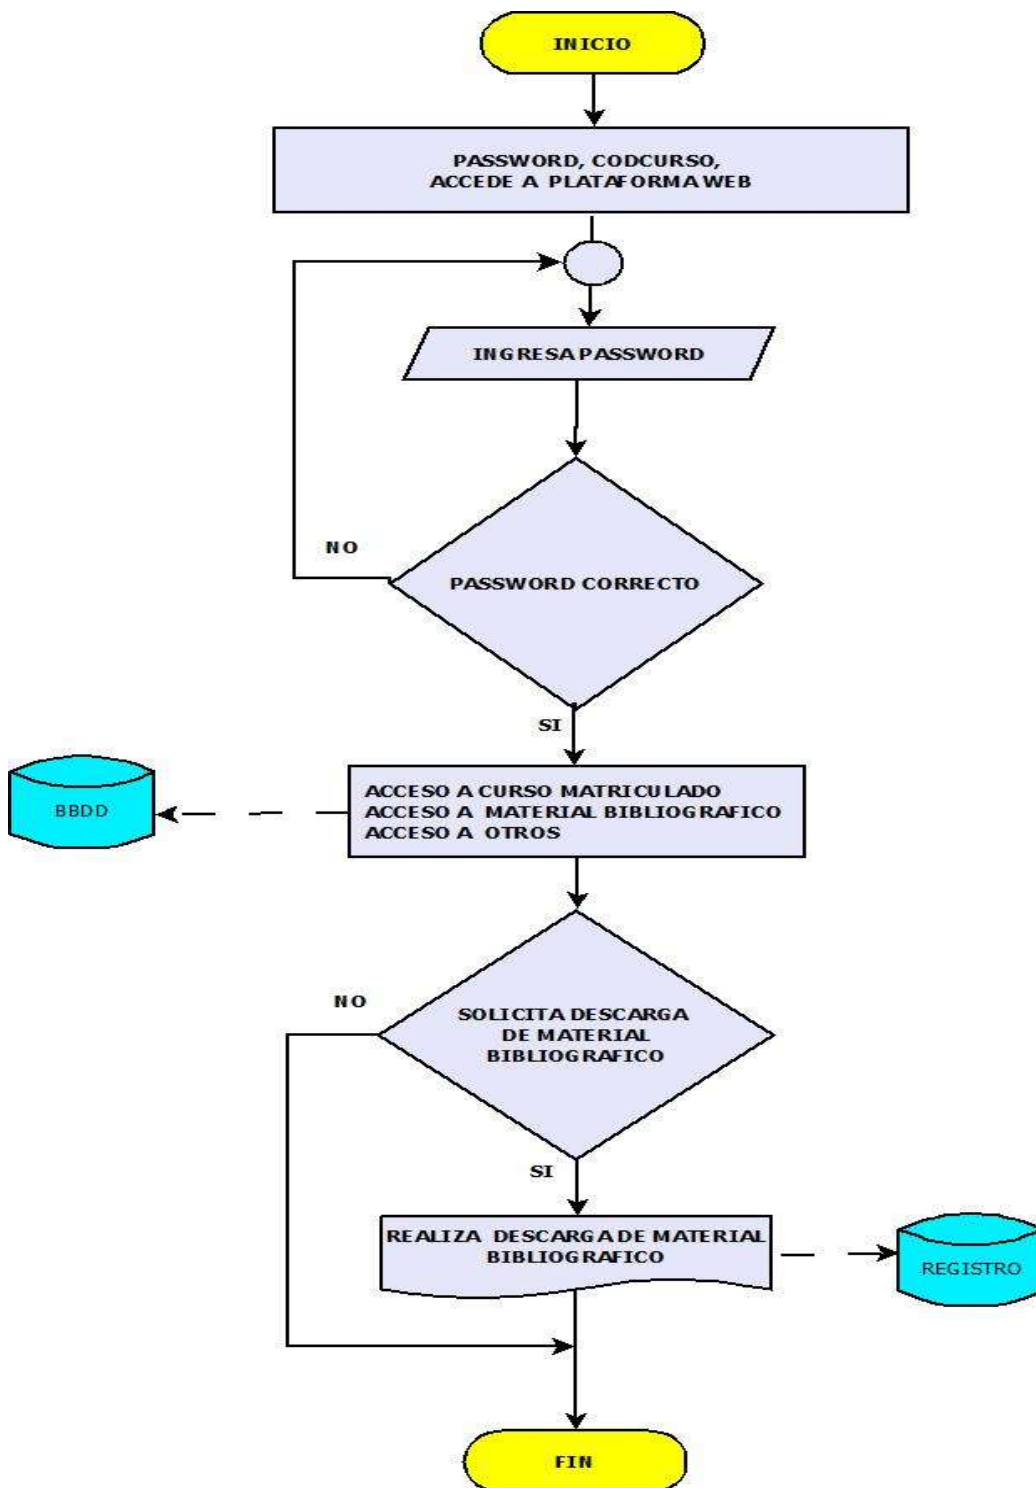 INICIO
PASSWORD, CODCURSO,
ACCEDE A PLATAFORMA WEB
INGRESA PASSWORD
NO
PASSWORD CORRECTO
SI
BBDD
ACCESO A CURSO MATRICULADO
ACCESO A MATERIAL BIBLIOGRAFICO
ACCESO A OTROS
NO
SOLICITA DESCARGA
DE MATERIAL
BIBLIOGRAFICO
SI
REALIZA DESCARGA DE MATERIAL
BIBLIOGRAFICO
REGISTRO
FIN